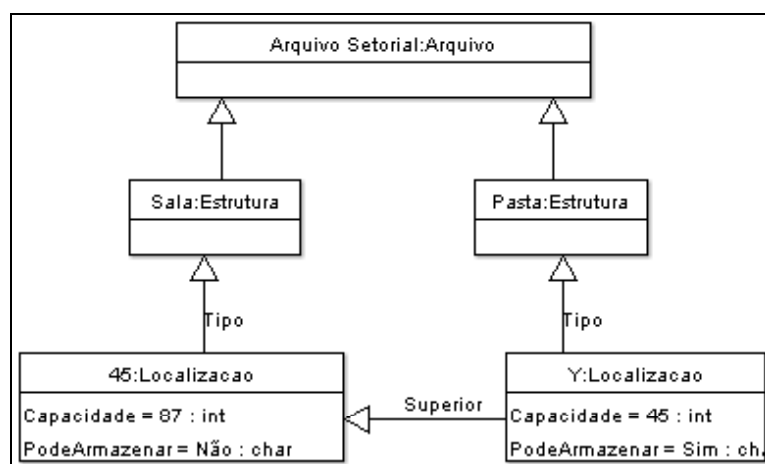 Arquivo Setorial:Arquivo
Sala:Estrutura
Pasta:Estrutura
Tipo
Tipo
45:Localizacao
Y:Localizacao
Superior
Capacidade = 87 : int
Capacidade = 45 : int
PodeArmazenar = Não : char
PodeArmazenar = Sim : ch